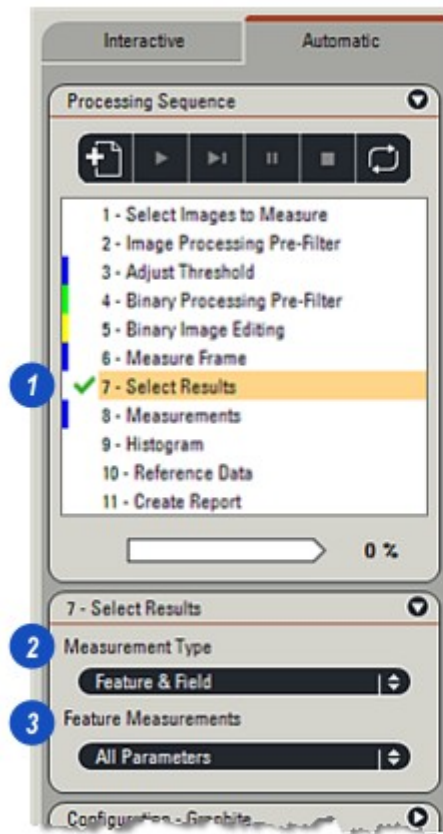 Interactive Automatic
Processing Sequence
1 - Select Images to Measure
2 - Image Processing Pre-Filter
3 - Adjust Threshold
4 - Binary Processing Pre-Filter
5 - Binary Image Editing
6 - Measure Frame
1 7 - Select Results
8 - Measurements
9 - Histogram
10 - Reference Data
11 - Create Report
0 %
7 - Select Results
2 Measurement Type
Feature & Field
3 Feature Measurements
All Parameters
Configuration - Graphite